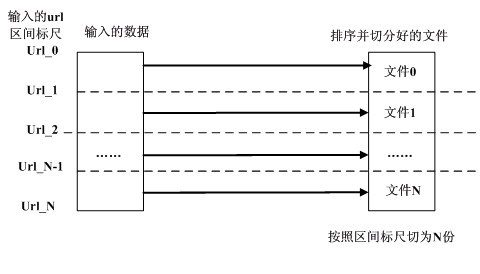 输入的url
区间标尺
输入的数据
排序并切分好的文件
Url_0
文件0
Url_1
文件1
Url_2
......
......
Url_N-1
文件N
Url_N
按照区间标尺切为N份